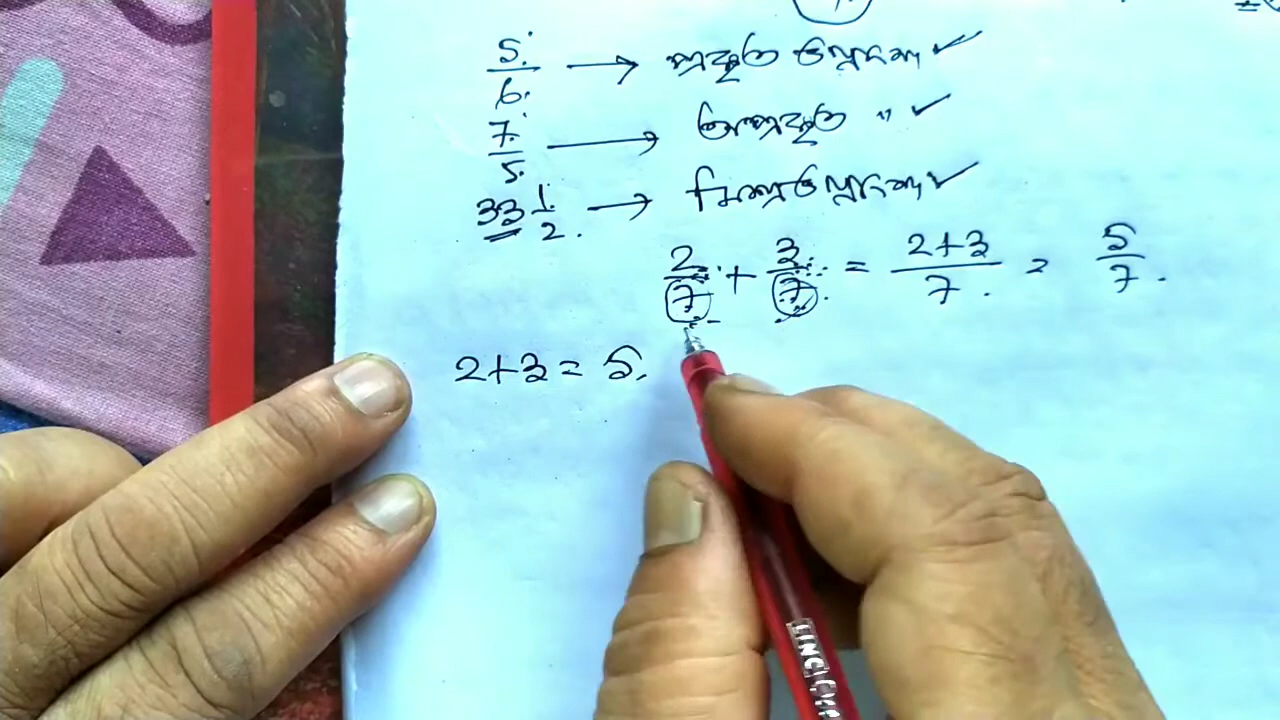 5/6 → প্রকৃত ভগ্নাংশ ✓
7/5 → অপ্রকৃত " ✓
33 1/2 → মিশ্র ভগ্নাংশ ✓
2/7 + 3/7 = 2+3/7 = 5/7.
2+3 = 5.
LINC